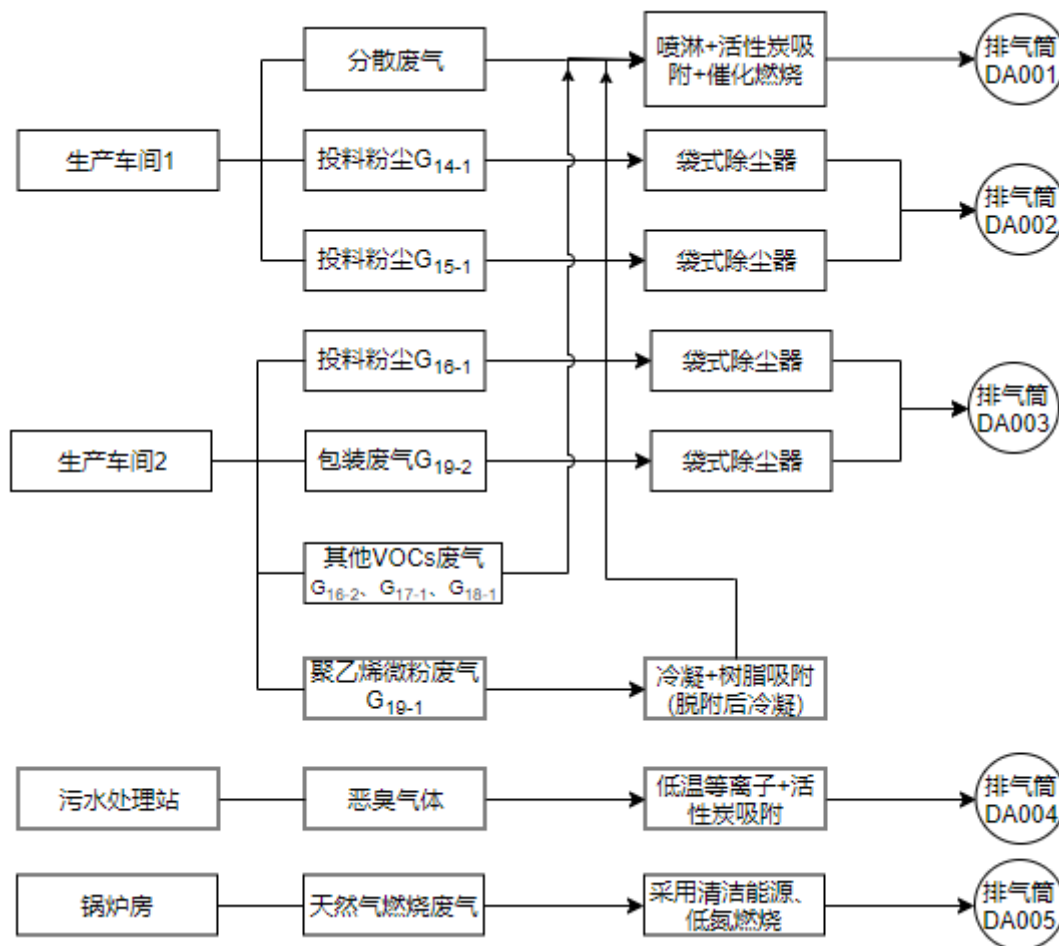 分散废气
喷淋+活性炭吸
附+催化燃烧
排气筒
DA001
生产车间1
投料粉尘G14-1
袋式除尘器
排气筒
DA002
投料粉尘G15-1
袋式除尘器
投料粉尘G16-1
袋式除尘器
排气筒
DA003
生产车间2
包装废气G19-2
袋式除尘器
其他VOCs废气
G16-2、G17-1、G18-1
聚乙烯微粉废气
G19-1
冷凝+树脂吸附
(脱附后冷凝)
污水处理站
恶臭气体
低温等离子+活
性炭吸附
排气筒
DA004
锅炉房
天然气燃烧废气
采用清洁能源、
低氮燃烧
排气筒
DA005